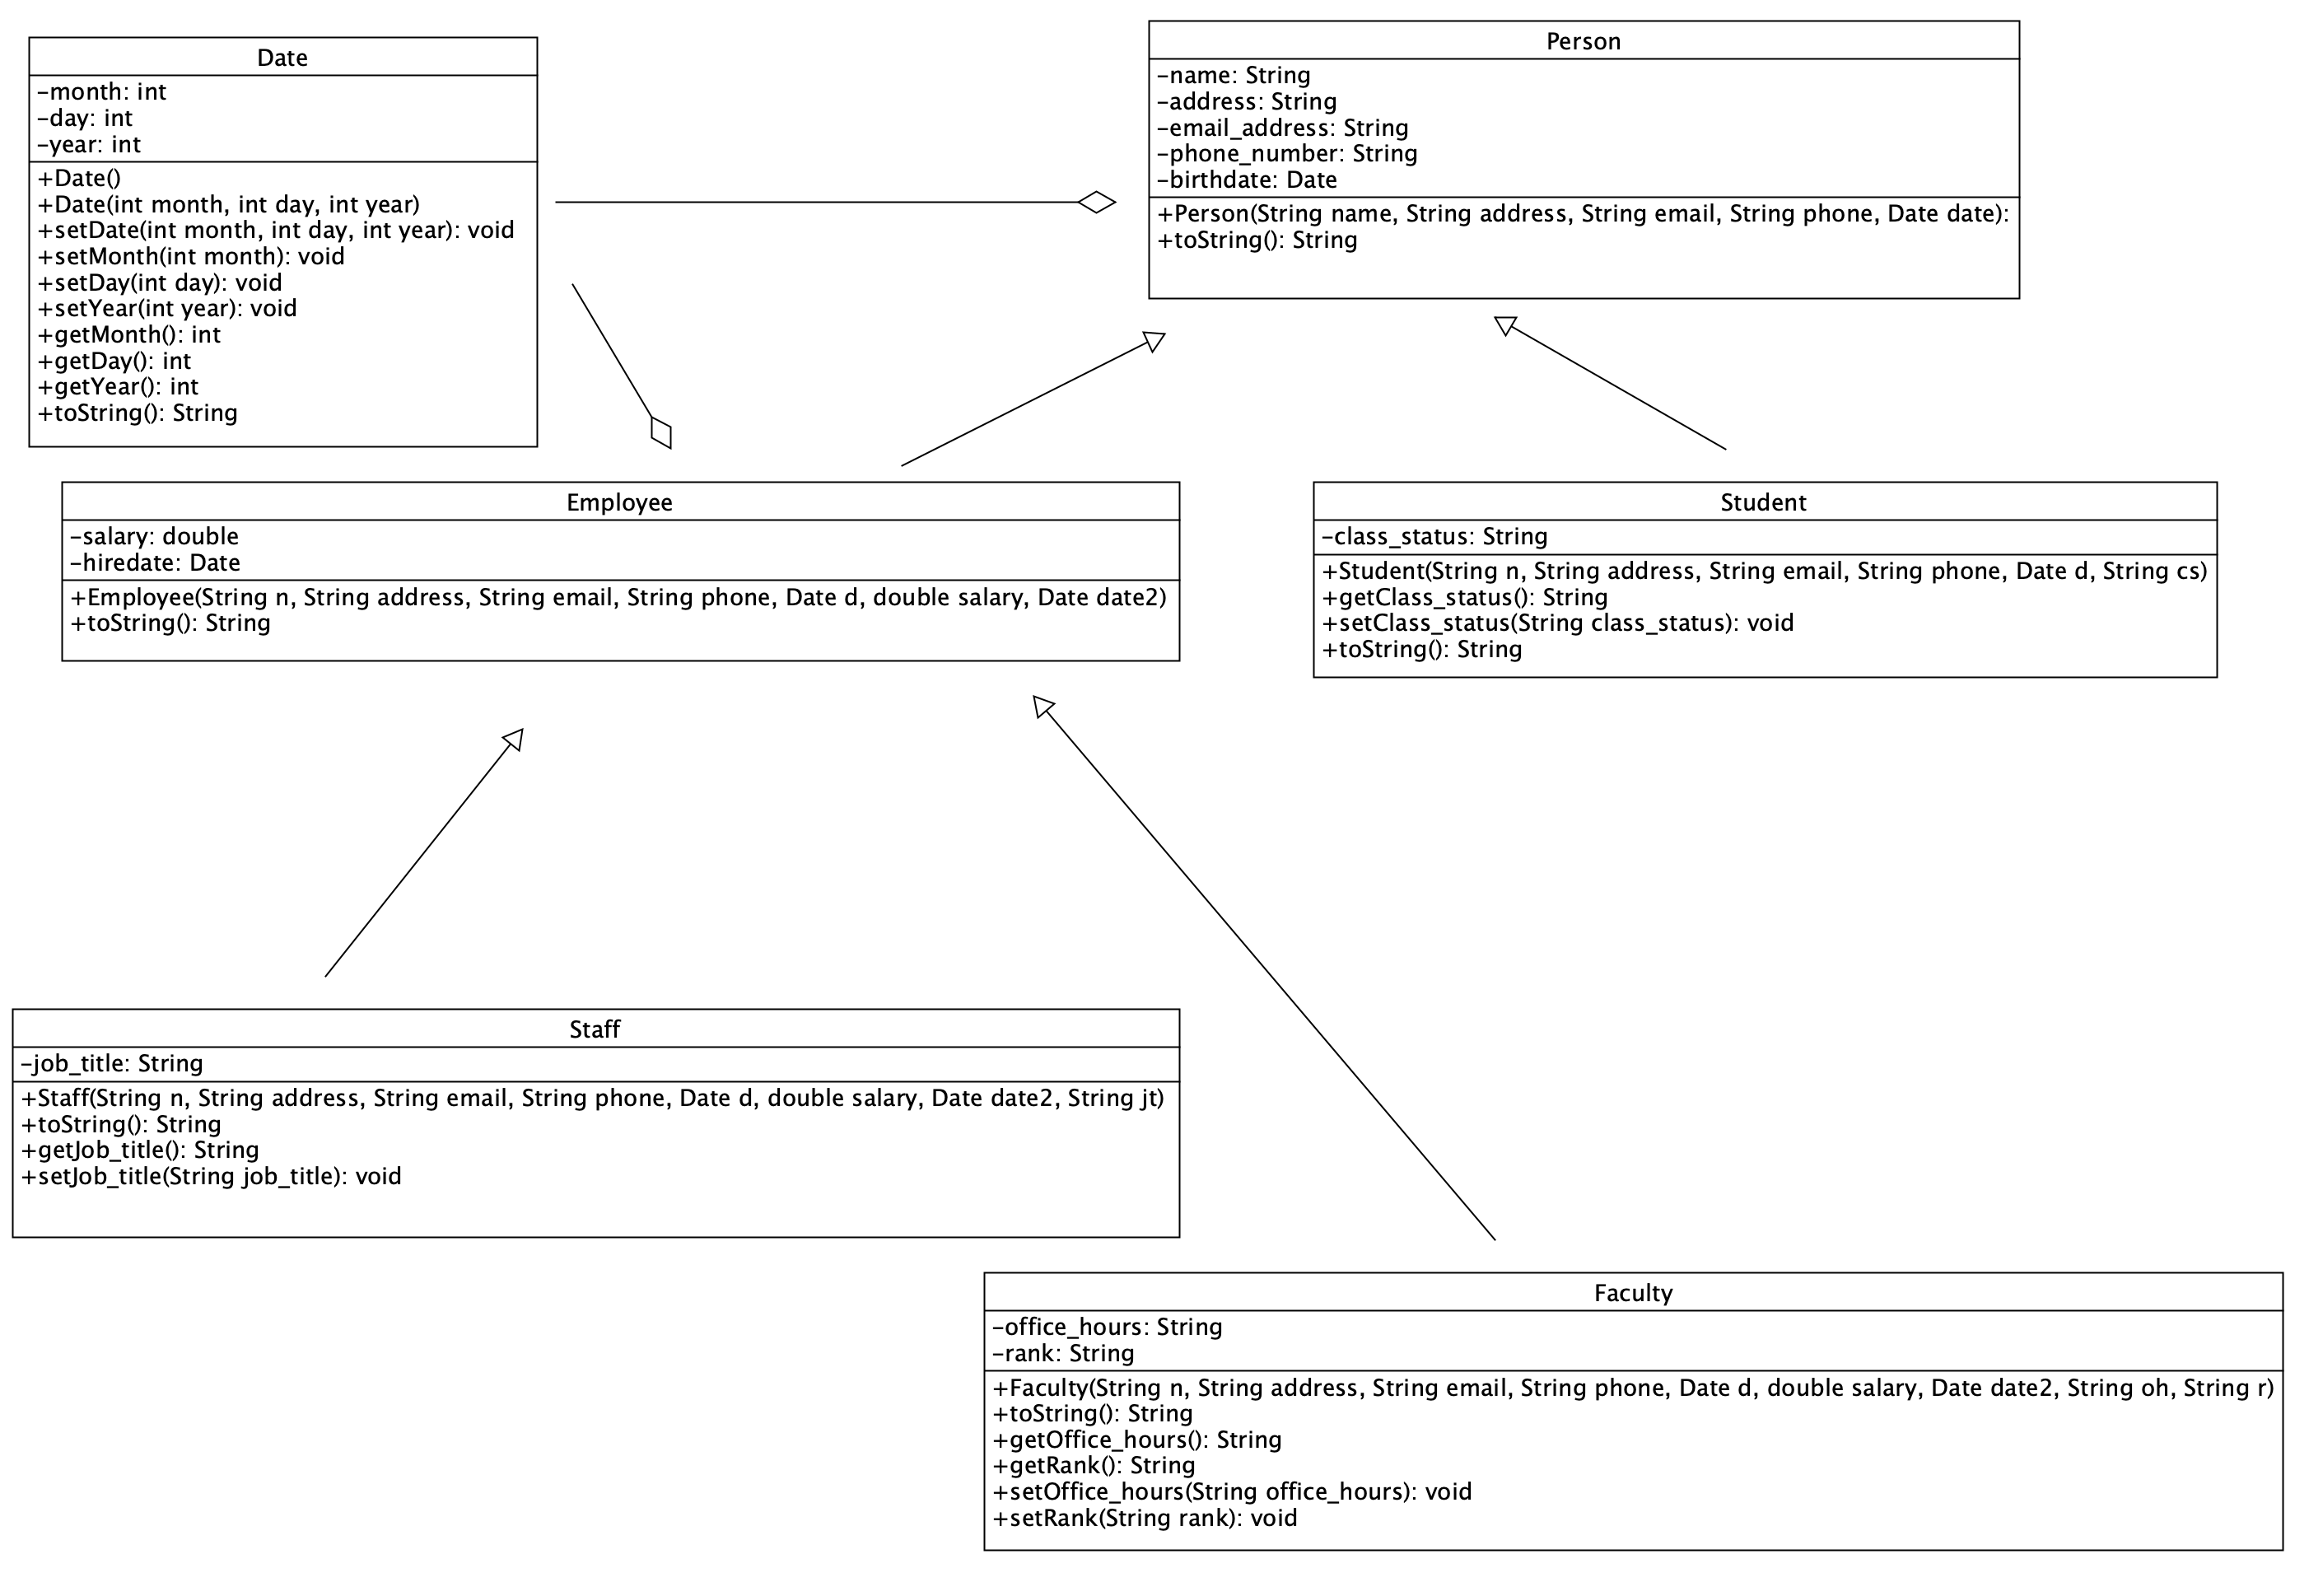 Date
-month: int
-day: int
-year: int
+Date()
+Date(int month, int day, int year)
+setDate(int month, int day, int year): void
+setMonth(int month): void
+setDay(int day): void
+setYear(int year): void
+getMonth(): int
+getDay(): int
+getYear(): int
+toString(): String
Person
-name: String
-address: String
-email_address: String
-phone_number: String
-birthdate: Date
+Person(String name, String address, String email, String phone, Date date):
+toString(): String
Employee
-salary: double
-hiredate: Date
+Employee(String n, String address, String email, String phone, Date d, double salary, Date date2)
+toString(): String
Student
-class_status: String
+Student(String n, String address, String email, String phone, Date d, String cs)
+getClass_status(): String
+setClass_status(String class_status): void
+toString(): String
Staff
-job_title: String
+Staff(String n, String address, String email, String phone, Date d, double salary, Date date2, String jt)
+toString(): String
+getJob_title(): String
+setJob_title(String job_title): void
Faculty
-office_hours: String
-rank: String
+Faculty(String n, String address, String email, String phone, Date d, double salary, Date date2, String oh, String r)
+toString(): String
+getOffice_hours(): String
+getRank(): String
+setOffice_hours(String office_hours): void
+setRank(String rank): void